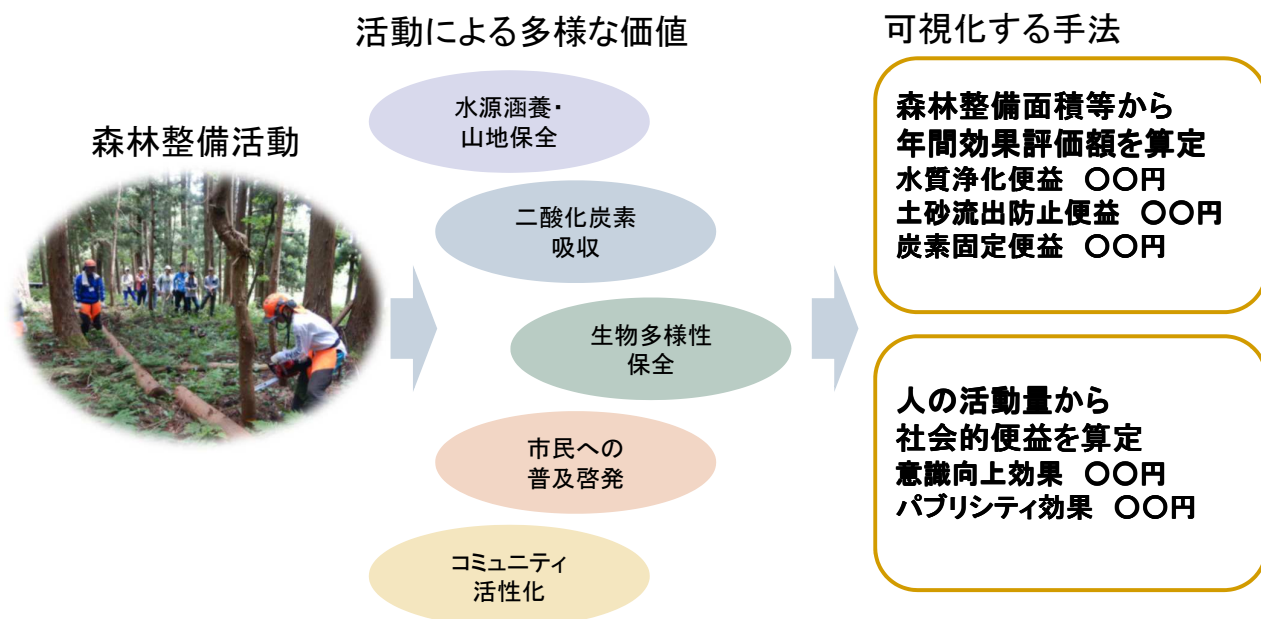 活動による多様な価値
可視化する手法
森林整備活動
水源涵養・
山地保全
二酸化炭素
吸収
生物多様性
保全
市民への
普及啓発
コミュニティ
活性化
森林整備面積等から
年間効果評価額を算定
水質浄化便益　〇〇円
土砂流出防止便益　〇〇円
炭素固定便益　〇〇円
人の活動量から
社会的便益を算定
意識向上効果　〇〇円
パブリシティ効果　〇〇円